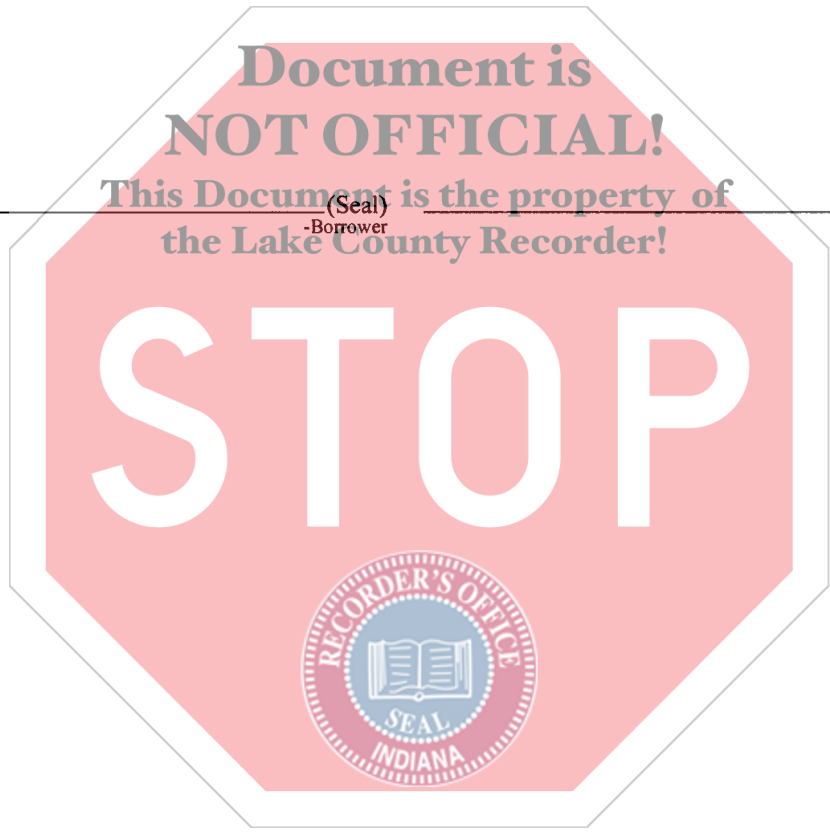 Document is
NOT OFFICIAL!
This Document is the property of
(Seal)
-Borrower
the Lake County Recorder!
STOP
RECORDER'S OFFICE
SEAL
INDIANA